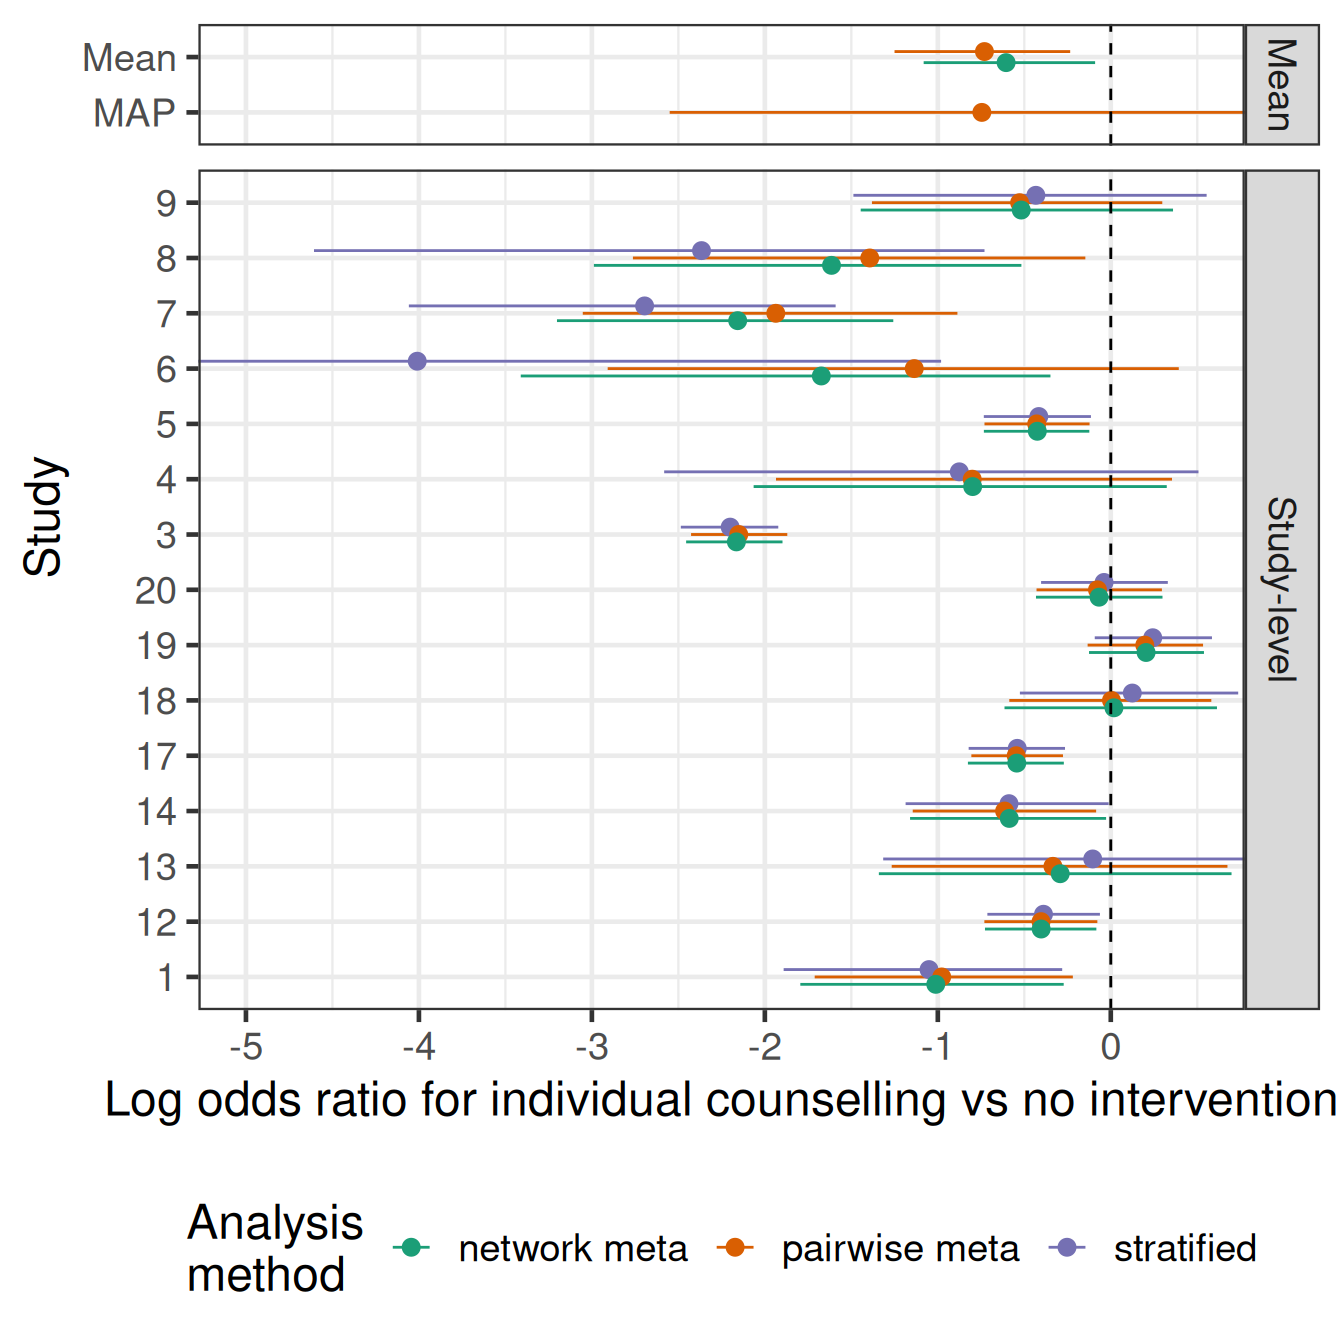 Mean
MAP
Mean
9
8
7
6
5
4
3
20
19
18
17
14
13
12
1
Study
Study-level
-5 -4 -3 -2 -1 0
Log odds ratio for individual counselling vs no intervention
Analysis
method
network meta pairwise meta stratified